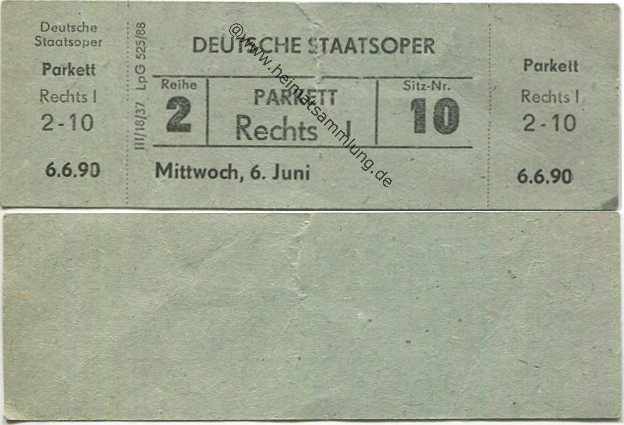 Deutsche
Staatsoper
Parkett
Rechts I
2-10
6.6.90
III/18/37 LpG 525/88
DEUTSCHE STAATSOPER
Reihe
2
PARKETT
Rechts I
Sitz-Nr.
10
Mittwoch, 6. Juni
Parkett
Rechts I
2-10
6.6.90
@www.heimatsammlung.de